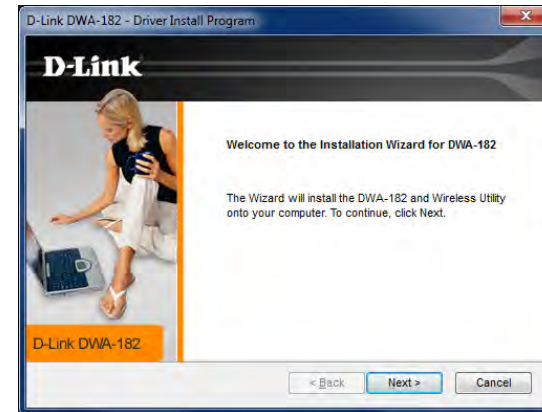 D-Link DWA-182 - Driver Install Program
D-Link
Welcome to the Installation Wizard for DWA-182
The Wizard will install the DWA-182 and Wireless Utility
onto your computer. To continue, click Next.
D-Link DWA-182
< Back
Next >
Cancel